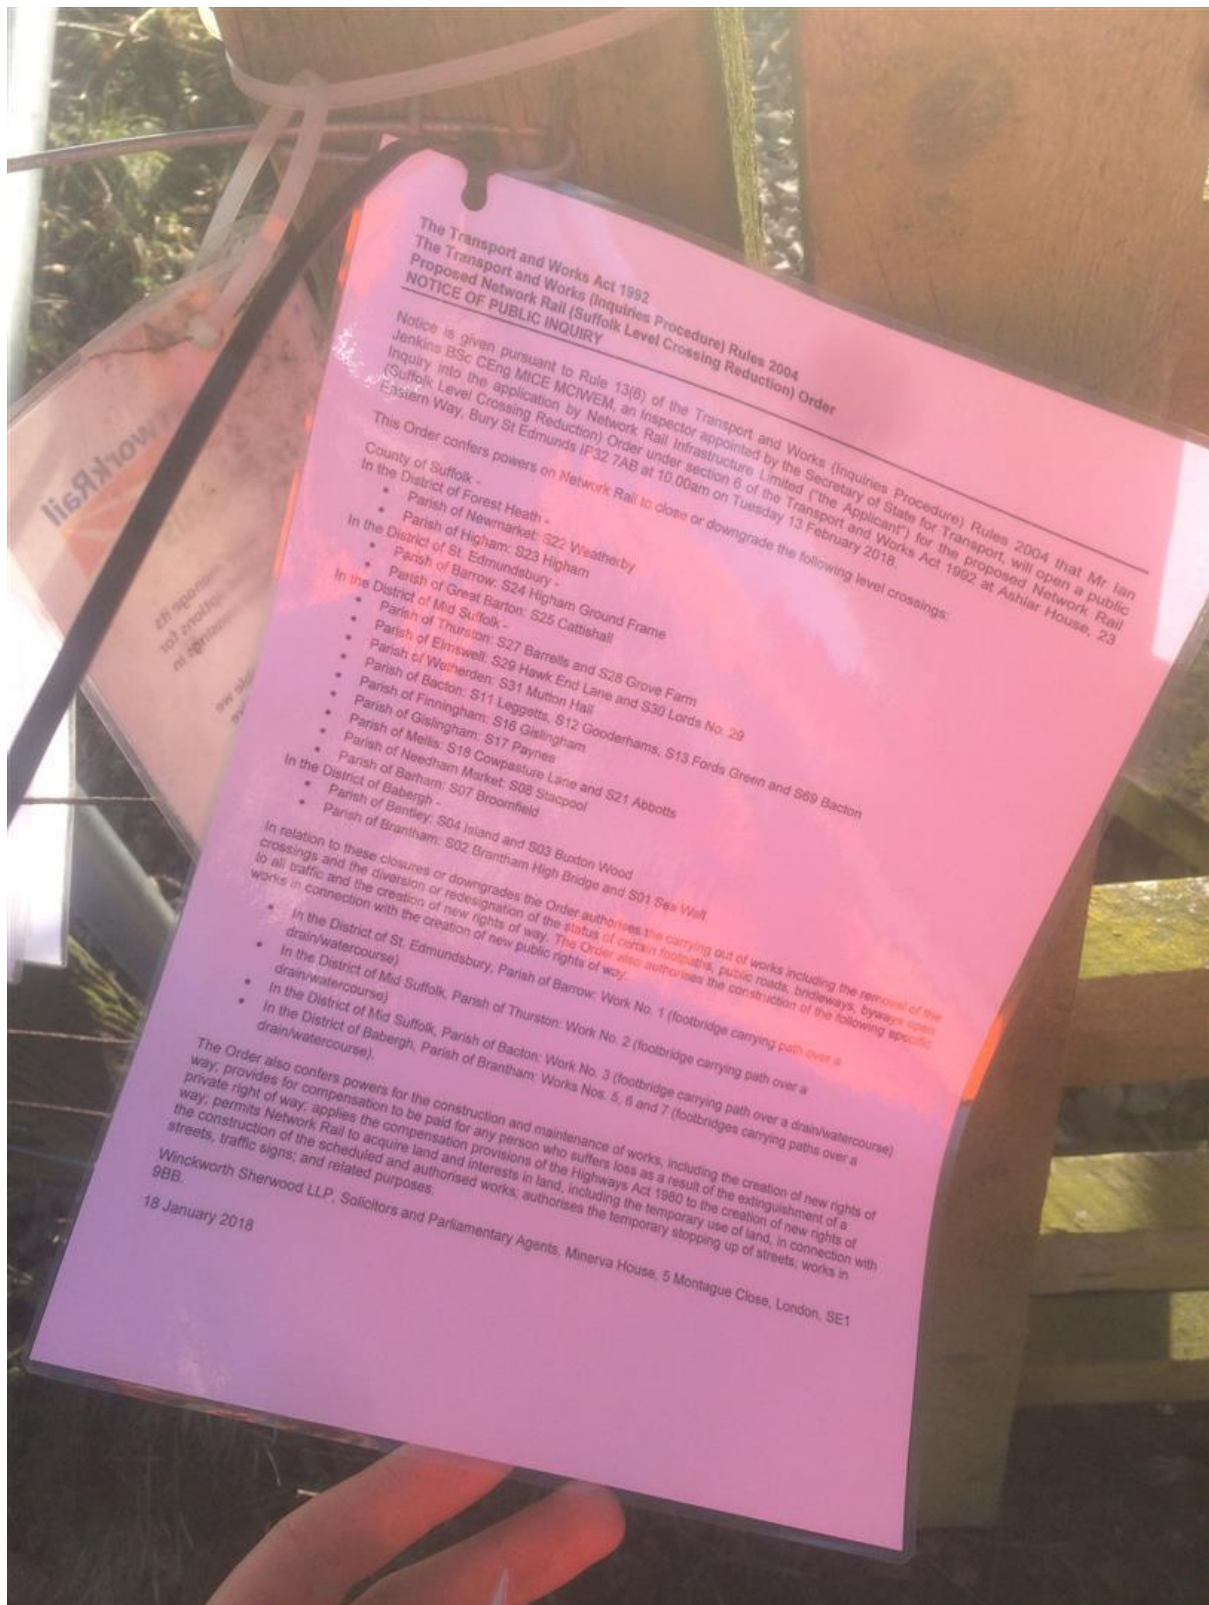 The Transport and Works Act 1992
The Transport and Works (Inquiries Procedure) Rules 2004
Proposed Network Rail (Suffolk Level Crossing Reduction) Order
NOTICE OF PUBLIC INQUIRY
Notice is given pursuant to Rule 13(6) of the Transport and Works (Inquiries Procedure) Rules 2004 that Mr Ian
Jenkins BSc CEng MICE MCIWEM, an Inspector appointed by the Secretary of State for Transport, will open a public
Inquiry into the application by Network Rail Infrastructure Limited ("the Applicant") for the proposed Network Rail
(Suffolk Level Crossing Reduction) Order under section 6 of the Transport and Works Act 1992 at Ashlar House, 23
Eastern Way, Bury St Edmunds IP32 7AB at 10.00am on Tuesday 13 February 2018.
This Order confers powers on Network Rail to close or downgrade the following level crossings:
County of Suffolk -
In the District of Forest Heath -
• Parish of Newmarket: S22 Weatherby
• Parish of Higham: S23 Higham
In the District of St. Edmundsbury -
• Parish of Barrow: S24 Higham Ground Frame
• Parish of Great Barton: S25 Cattishall
In the District of Mid Suffolk -
• Parish of Thurston: S27 Barrells and S28 Grove Farm
• Parish of Elmswell: S29 Hawk End Lane and S30 Lords No. 29
• Parish of Wetherden: S31 Mutton Hall
• Parish of Bacton: S11 Leggetts, S12 Gooderhams, S13 Fords Green and S69 Bacton
• Parish of Finningham: S16 Gislingham
• Parish of Gislingham: S17 Paynes
• Parish of Mellis: S18 Cowpasture Lane and S21 Abbotts
• Parish of Needham Market: S08 Stacpool
• Parish of Barham: S07 Broomfield
In the District of Babergh -
• Parish of Bentley: S04 Island and S03 Buxton Wood
• Parish of Brantham: S02 Brantham High Bridge and S01 Sea Wall.
In relation to these closures or downgrades the Order authorises the carrying out of works including the removal of the
crossings and the diversion or redesignation of the status of certain footpaths, public roads, bridleways, byways open
to all traffic and the creation of new rights of way. The Order also authorises the construction of the following specific
works in connection with the creation of new public rights of way:
• In the District of St. Edmundsbury, Parish of Barrow: Work No. 1 (footbridge carrying path over a
drain/watercourse)
• In the District of Mid Suffolk, Parish of Thurston: Work No. 2 (footbridge carrying path over a
drain/watercourse)
• In the District of Mid Suffolk, Parish of Bacton: Work No. 3 (footbridge carrying path over a drain/watercourse)
• In the District of Babergh, Parish of Brantham: Works Nos. 5, 6 and 7 (footbridges carrying paths over a
drain/watercourse).
The Order also confers powers for the construction and maintenance of works, including the creation of new rights of
way; provides for compensation to be paid for any person who suffers loss as a result of the extinguishment of a
private right of way; applies the compensation provisions of the Highways Act 1980 to the creation of new rights of
way; permits Network Rail to acquire land and interests in land, including the temporary use of land, in connection with
the construction of the scheduled and authorised works; authorises the temporary stopping up of streets, works in
streets, traffic signs; and related purposes.
Winckworth Sherwood LLP, Solicitors and Parliamentary Agents, Minerva House, 5 Montague Close, London, SE1
9BB.
18 January 2018
workRail